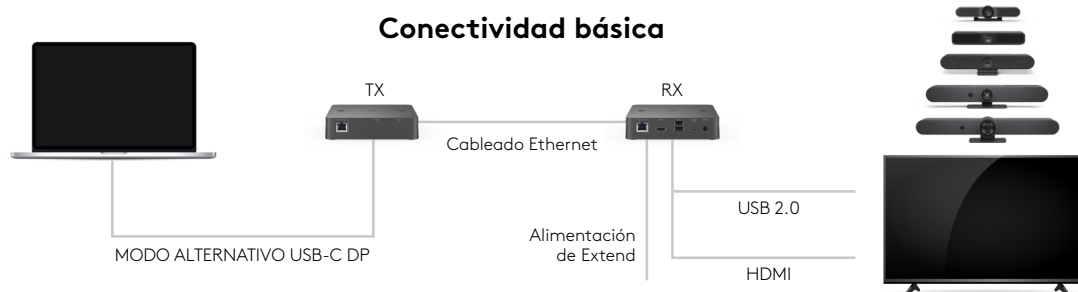 Conectividad básica
TX
RX
Cableado Ethernet
USB 2.0
Alimentación
de Extend
MODO ALTERNATIVO USB-C DP
HDMI